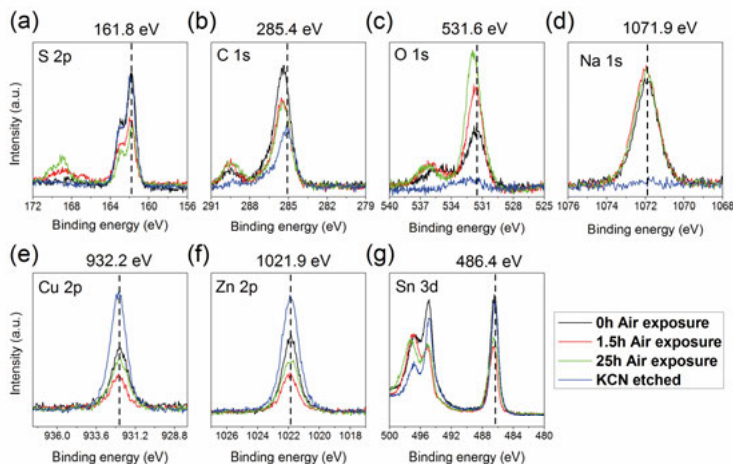 (a) 161.8 eV
S 2p
Intensity (a.u.)
172 168 164 160 156
Binding energy (eV)
(b) 285.4 eV
C 1s
291 288 285 282 279
Binding energy (eV)
(c) 531.6 eV
O 1s
540 537 534 531 528 525
Binding energy (eV)
(d) 1071.9 eV
Na 1s
1076 1074 1072 1070 1068
Binding energy (eV)
(e) 932.2 eV
Cu 2p
Intensity (a.u.)
936.0 933.6 931.2 928.8
Binding energy (eV)
(f) 1021.9 eV
Zn 2p
1026 1024 1022 1020 1018
Binding energy (eV)
(g) 486.4 eV
Sn 3d
500 496 492 488 484 480
Binding energy (eV)
0h Air exposure
1.5h Air exposure
25h Air exposure
KCN etched